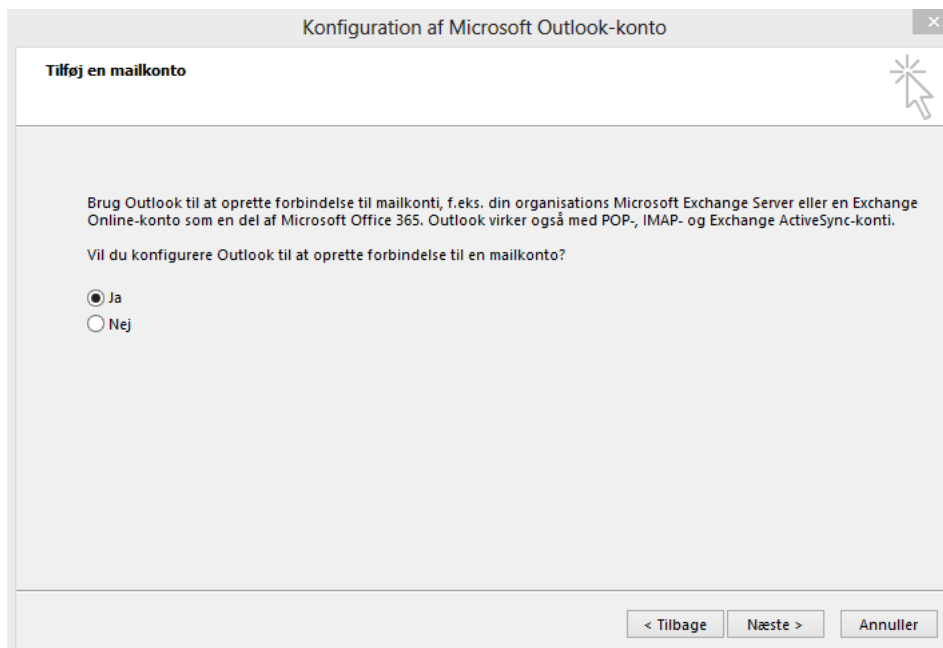 Konfiguration af Microsoft Outlook-konto
Tilføj en mailkonto
Brug Outlook til at oprette forbindelse til mailkonti, f.eks. din organisations Microsoft Exchange Server eller en Exchange
Online-konto som en del af Microsoft Office 365. Outlook virker også med POP-, IMAP- og Exchange ActiveSync-konti.
Vil du konfigurere Outlook til at oprette forbindelse til en mailkonto?
Ja
Nej
< Tilbage Næste > Annuller